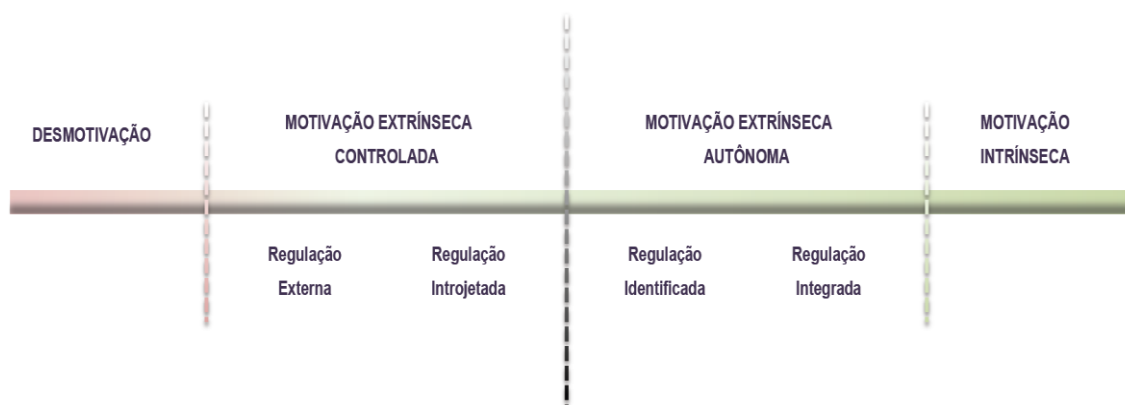 DESMOTIVAÇÃO
MOTIVAÇÃO EXTRÍNSECA
CONTROLADA
MOTIVAÇÃO EXTRÍNSECA
AUTÔNOMA
MOTIVAÇÃO
INTRÍNSECA
Regulação
Externa
Regulação
Introjetada
Regulação
Identificada
Regulação
Integrada